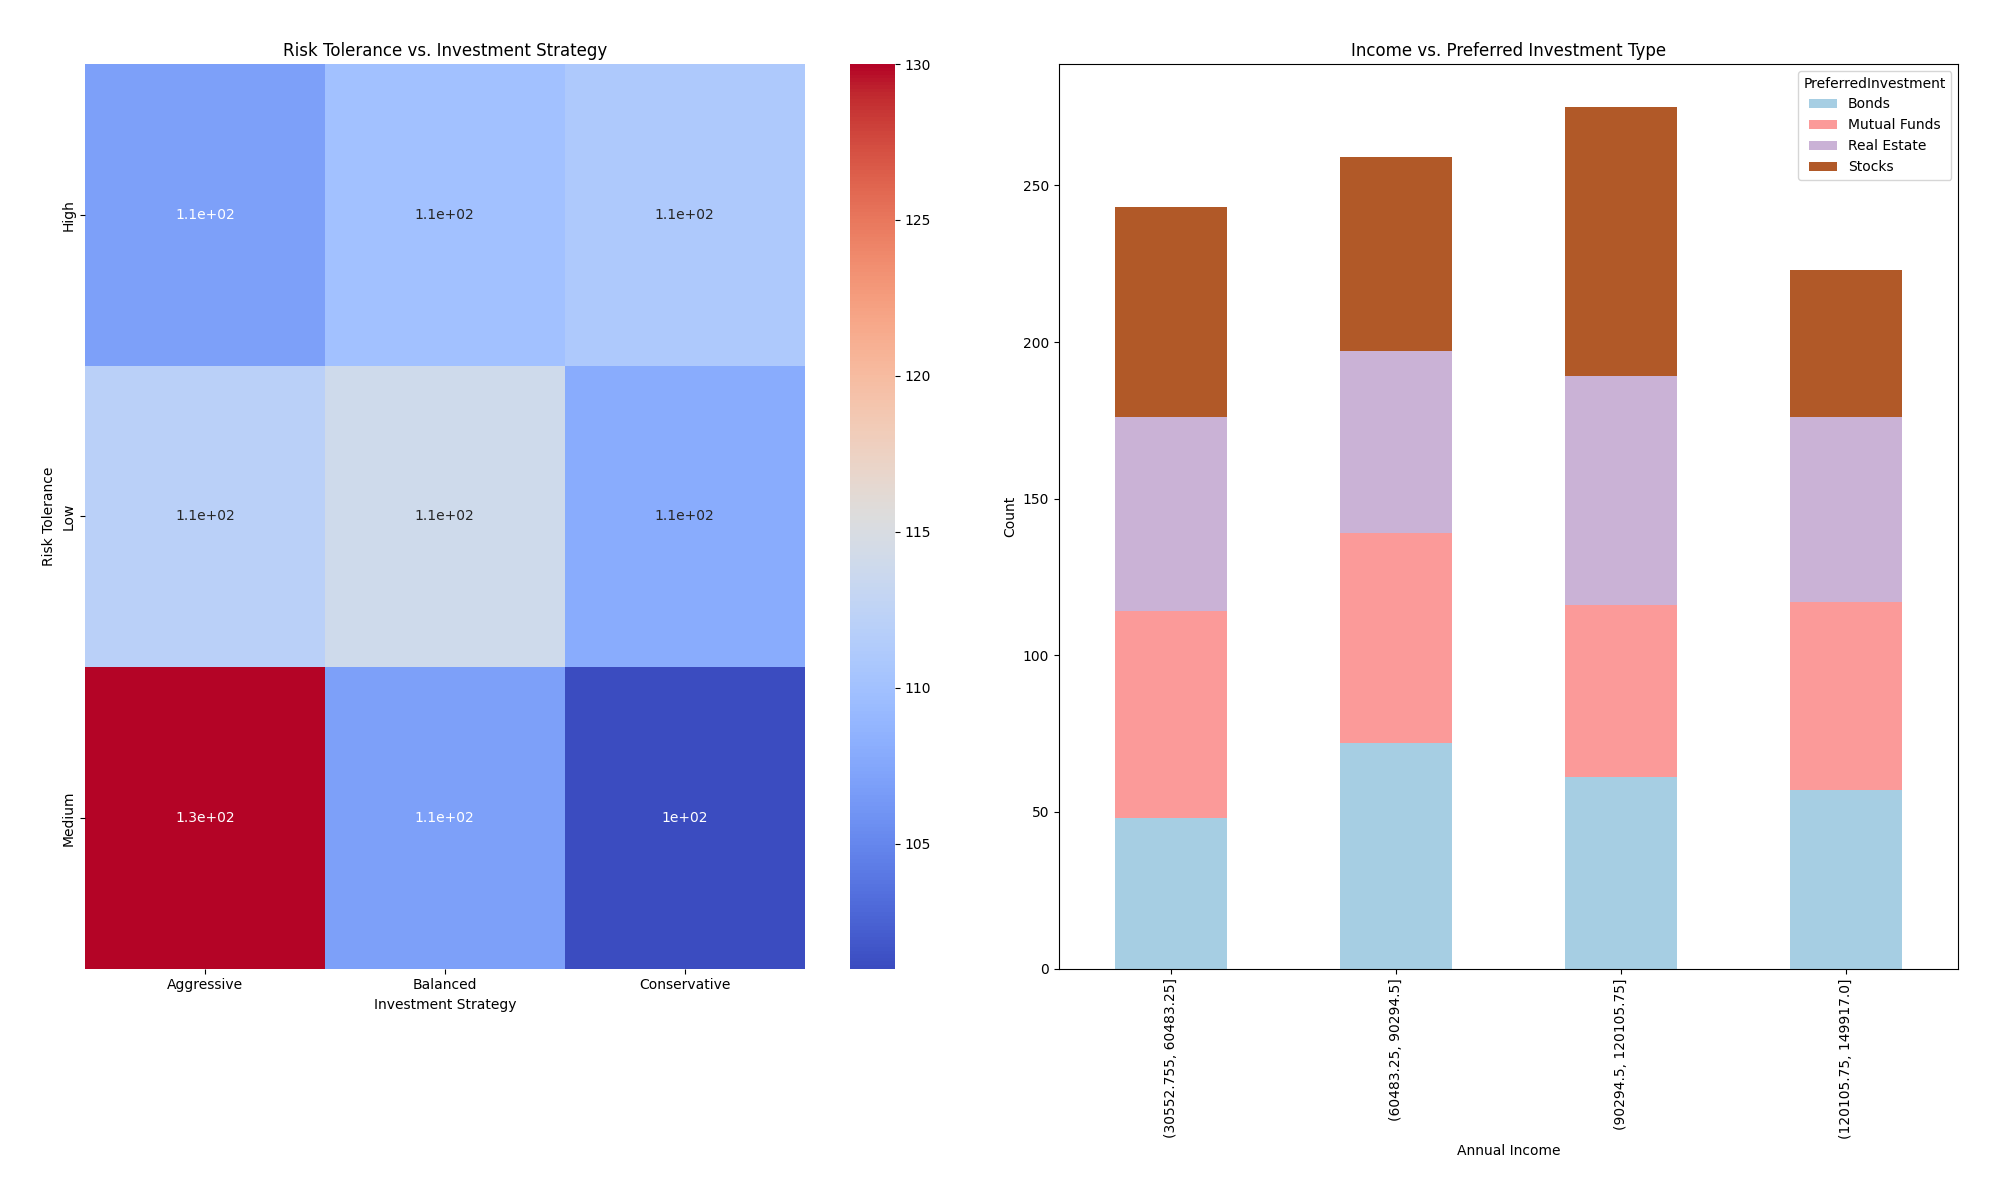 Risk Tolerance vs. Investment Strategy
High
Low
Medium
Risk Tolerance
1.1e+02 1.1e+02 1.1e+02
1.1e+02 1.1e+02 1.1e+02
1.3e+02 1.1e+02 1e+02
Aggressive Balanced Conservative
Investment Strategy
130
125
120
115
110
105
Income vs. Preferred Investment Type
PreferredInvestment
Bonds
Mutual Funds
Real Estate
Stocks
250
200
150
100
50
0
Count
(30552.755, 60483.25]
(60483.25, 90294.5]
(90294.5, 120105.75]
(120105.75, 149917.0]
Annual Income